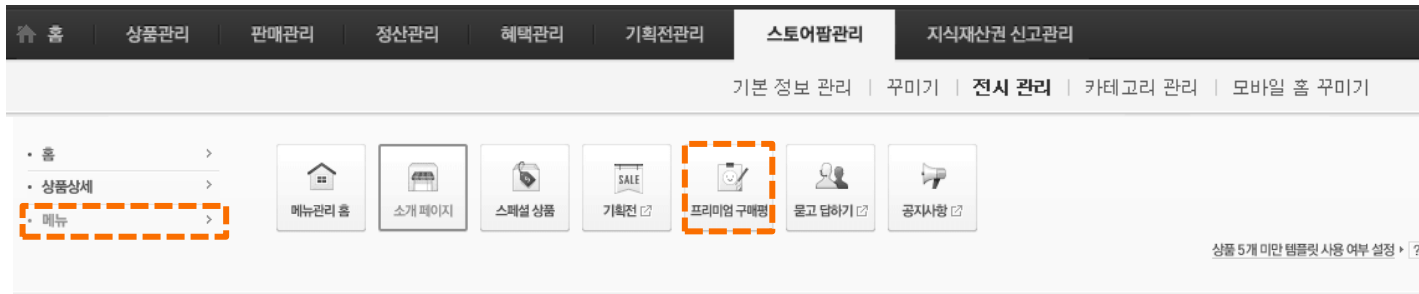 홈 상품관리 판매관리 정산관리 혜택관리 기획전관리 스토어팜관리 지식재산권 신고관리
기본 정보 관리 | 꾸미기 | 전시 관리 | 카테고리 관리 | 모바일 홈 꾸미기
• 홈 >
• 상품상세 >
• 메뉴 >
SALE
메뉴관리 홈 소개 페이지 스페셜 상품 기획전 프리미엄 구매평 묻고 답하기 공지사항
상품 5개 미만 템플릿 사용 여부 설정 ?